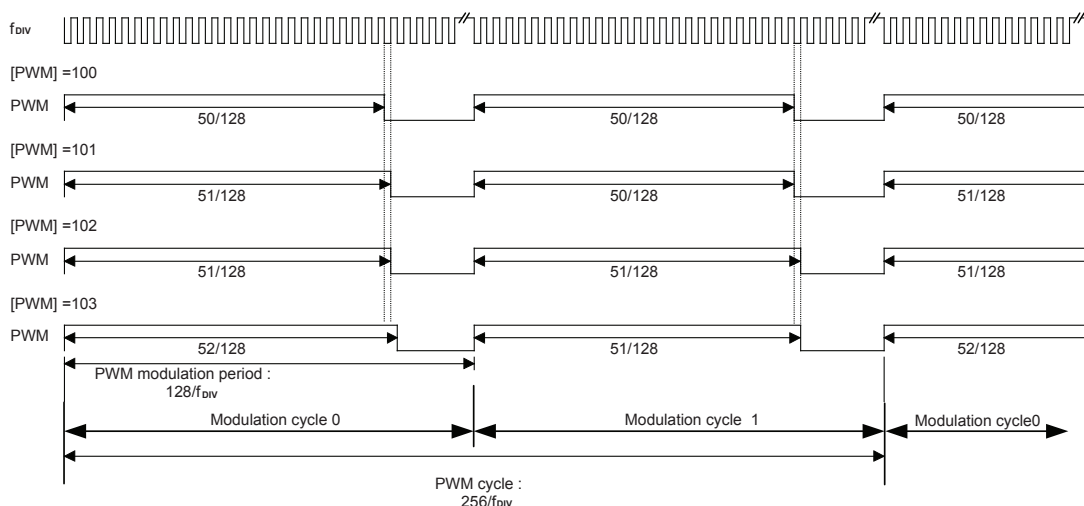 fDIV
[PWM] =100
PWM
50/128 50/128 50/128
[PWM] =101
PWM
51/128 50/128 51/128
[PWM] =102
PWM
51/128 51/128 51/128
[PWM] =103
PWM
52/128 51/128 52/128
PWM modulation period :
128/fDIV
Modulation cycle 0 Modulation cycle 1 Modulation cycle0
PWM cycle :
256/fDIV